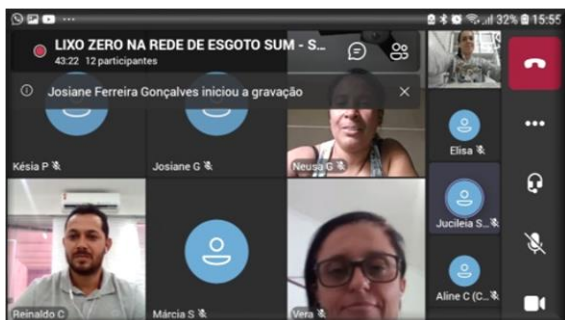 32% 15:55
LIXO ZERO NA REDE DE ESGOTO SUM - S...
43:22 12 participantes
Josiane Ferreira Gonçalves iniciou a gravação
Késia P
Josiane G
Neusa G
Elisa
Jucileia S...
Reinaldo C
Márcia S
Vera
Aline C (C...